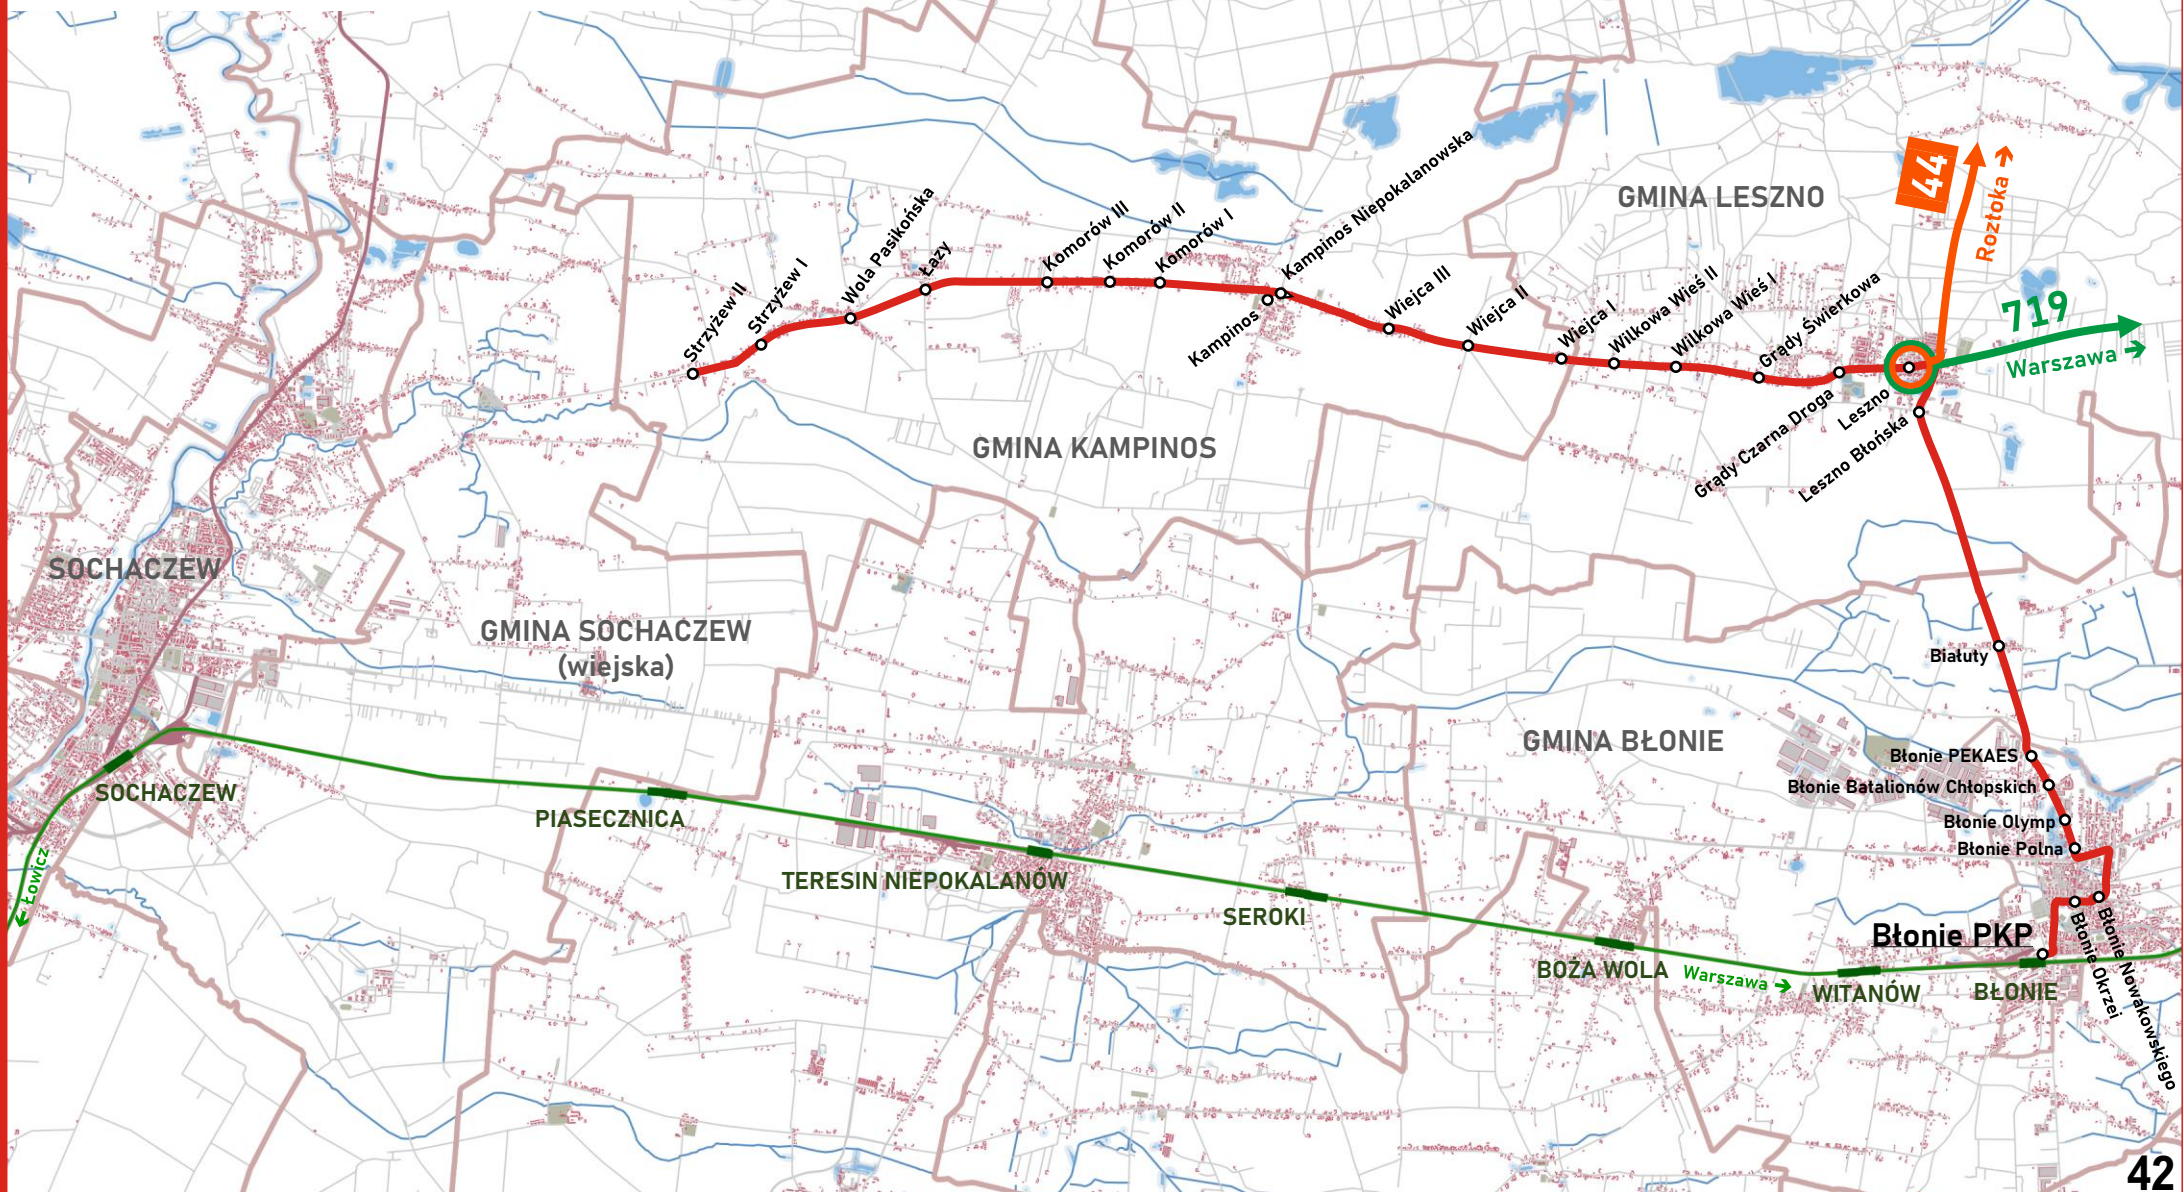 44
Roztoka →
719
Warszawa →
GMINA LESZNO
Strzyżew II
Strzyżew I
Wola Pasikońska
Łazy
Komorów III
Komorów II
Komorów I
Kampinos
Kampinos Niepokalanowska
Wiejca III
Wiejca II
Wiejca I
Wilkowa Wieś II
Wilkowa Wieś I
Grądy Świerkowa
Grądy Czarna Droga
Leszno
Leszno Błońska
GMINA KAMPINOS
SOCHACZEW
GMINA SOCHACZEW
(wiejska)
Białuty
GMINA BŁONIE
Błonie PEKAES
Błonie Batalionów Chłopskich
Błonie Olymp
Błonie Polna
SOCHACZEW
PIASECZNICA
← Łowicz
TERESIN NIEPOKALANÓW
SEROKI
Błonie PKP
BOŻA WOLA
Warszawa →
WITANÓW
BŁONIE
Błonie Okrzei
Błonie Nowakowskiego
42